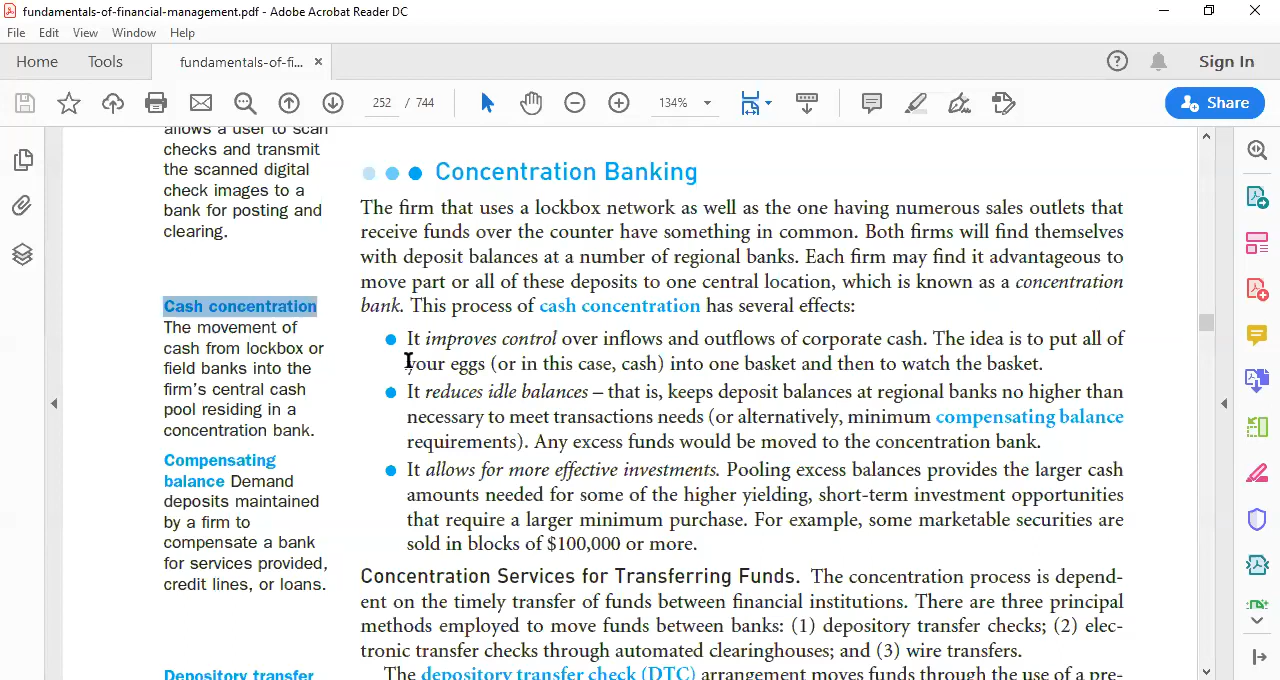 fundamentals-of-financial-management.pdf - Adobe Acrobat Reader DC
File Edit View Window Help
Home Tools fundamentals-of-fi... × Sign In
252 / 744 134% Share
allows a user to scan
checks and transmit
the scanned digital
check images to a
bank for posting and
clearing.
Cash concentration
The movement of
cash from lockbox or
field banks into the
firm's central cash
pool residing in a
concentration bank.
Compensating
balance Demand
deposits maintained
by a firm to
compensate a bank
for services provided,
credit lines, or loans.
Depository transfer
Concentration Banking
The firm that uses a lockbox network as well as the one having numerous sales outlets that
receive funds over the counter have something in common. Both firms will find themselves
with deposit balances at a number of regional banks. Each firm may find it advantageous to
move part or all of these deposits to one central location, which is known as a concentration
bank. This process of cash concentration has several effects:
● It improves control over inflows and outflows of corporate cash. The idea is to put all of
your eggs (or in this case, cash) into one basket and then to watch the basket.
● It reduces idle balances – that is, keeps deposit balances at regional banks no higher than
necessary to meet transactions needs (or alternatively, minimum compensating balance
requirements). Any excess funds would be moved to the concentration bank.
● It allows for more effective investments. Pooling excess balances provides the larger cash
amounts needed for some of the higher yielding, short-term investment opportunities
that require a larger minimum purchase. For example, some marketable securities are
sold in blocks of $100,000 or more.
Concentration Services for Transferring Funds. The concentration process is depend-
ent on the timely transfer of funds between financial institutions. There are three principal
methods employed to move funds between banks: (1) depository transfer checks; (2) elec-
tronic transfer checks through automated clearinghouses; and (3) wire transfers.
The depository transfer check (DTC) arrangement moves funds through the use of a pre-